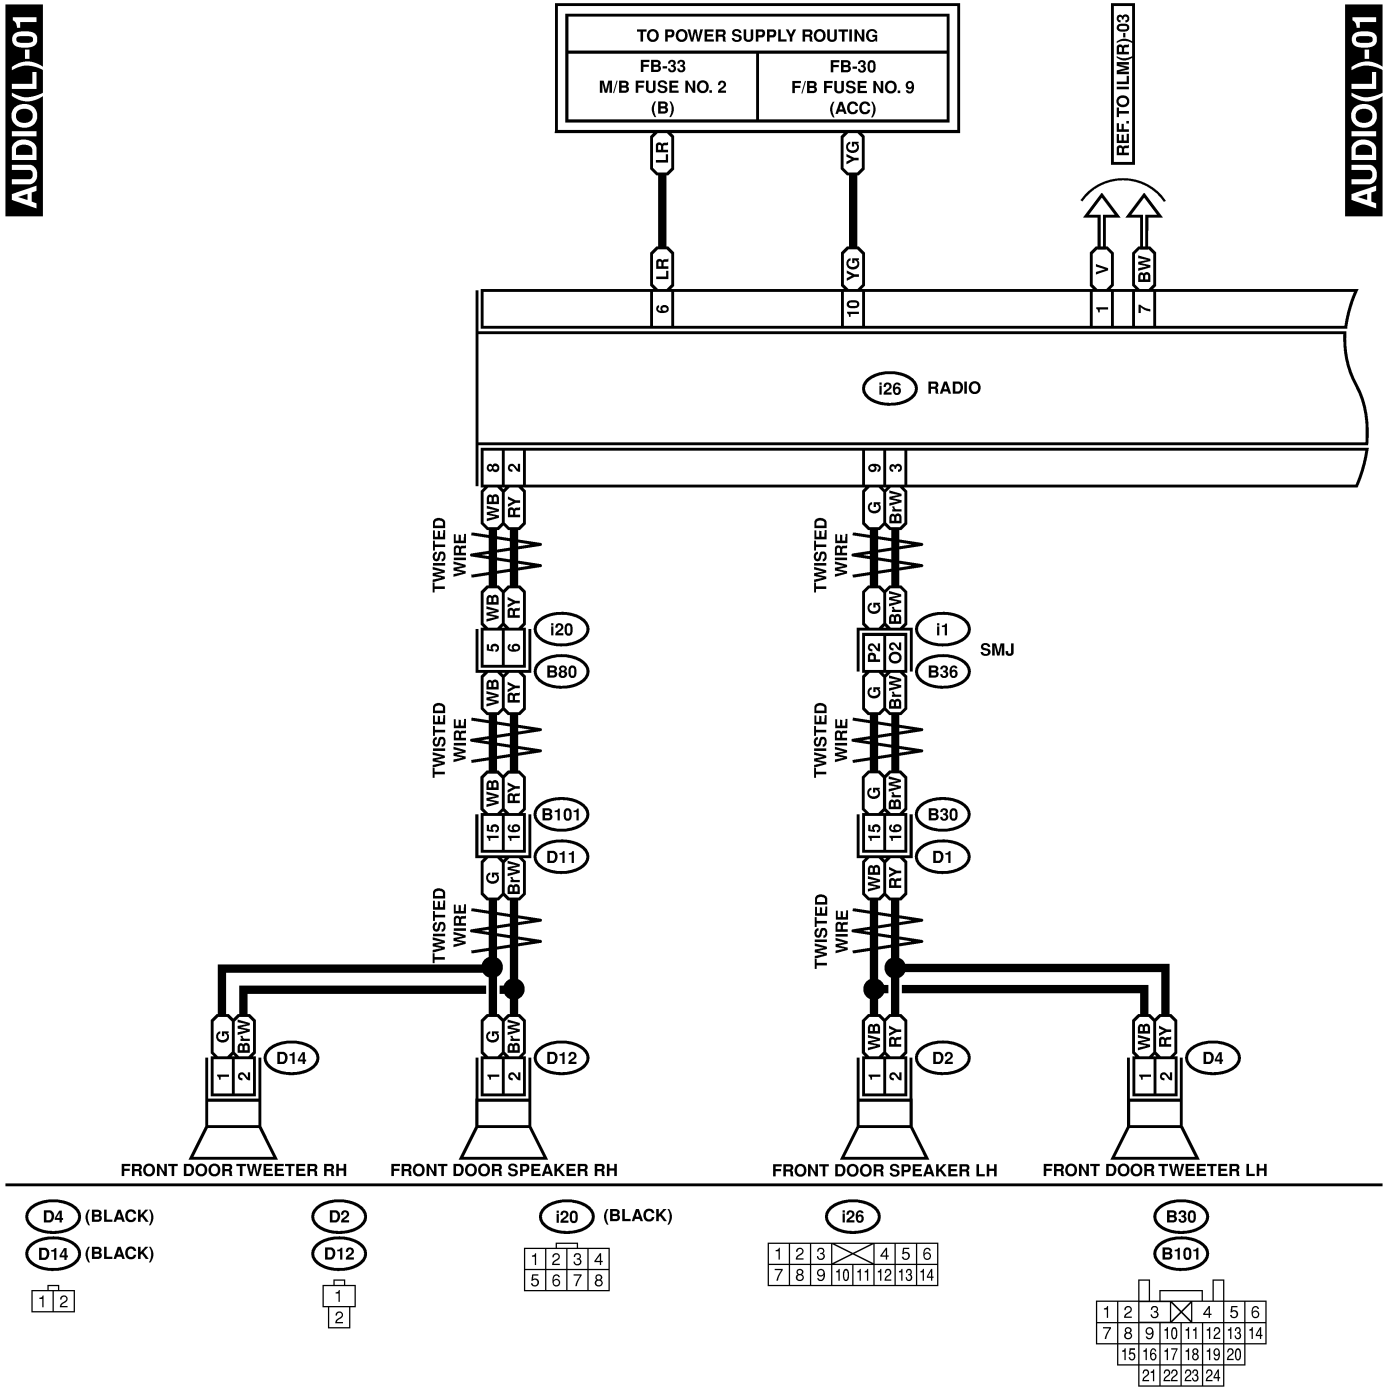 AUDIO(L)-01
AUDIO(L)-01
TO POWER SUPPLY ROUTING
FB-33
M/B FUSE NO. 2
(B)
FB-30
F/B FUSE NO. 9
(ACC)
REF. TO ILM(R)-03
LR
YG
LR
YG
V
BW
6
10
1
7
i26 RADIO
8 2
9 3
WB RY
G BrW
TWISTED
WIRE
TWISTED
WIRE
WB RY
G BrW
i20
i1
5 6
P2 O2
SMJ
B80
B36
WB RY
G BrW
TWISTED
WIRE
TWISTED
WIRE
WB RY
G BrW
B101
B30
15 16
15 16
D11
D1
G BrW
WB RY
TWISTED
WIRE
TWISTED
WIRE
G BrW
G BrW
WB RY
WB RY
D14
D12
D2
D4
1 2
1 2
1 2
1 2
FRONT DOOR TWEETER RH
FRONT DOOR SPEAKER RH
FRONT DOOR SPEAKER LH
FRONT DOOR TWEETER LH
D4 (BLACK)
D14 (BLACK)
1 2
D2
D12
1
2
i20 (BLACK)
1 2 3 4
5 6 7 8
i26
1 2 3 4 5 6
7 8 9 10 11 12 13 14
B30
B101
1 2 3 4 5 6
7 8 9 10 11 12 13 14
15 16 17 18 19 20
21 22 23 24